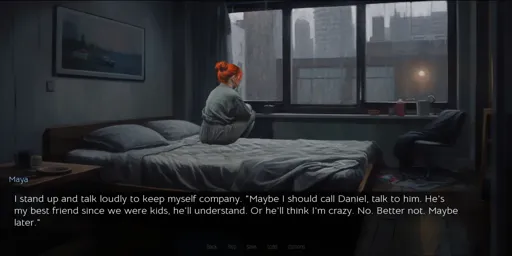 Maya
I stand up and talk loudly to keep myself company. "Maybe I should call Daniel, talk to him. He's
my best friend since we were kids, he'll understand. Or he'll think I'm crazy. No. Better not. Maybe
later."